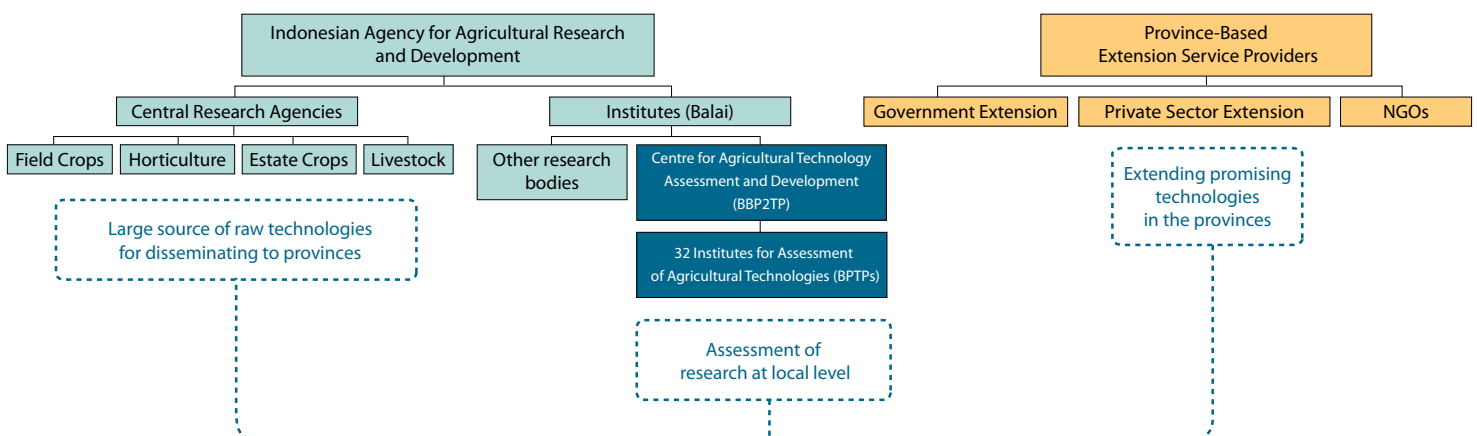 Indonesian Agency for Agricultural Research
and Development
Province-Based
Extension Service Providers
Central Research Agencies
Institutes (Balai)
Government Extension
Private Sector Extension
NGOs
Field Crops
Horticulture
Estate Crops
Livestock
Other research
bodies
Centre for Agricultural Technology
Assessment and Development
(BBP2TP)
32 Institutes for Assessment
of Agricultural Technologies (BPTPs)
Large source of raw technologies
for disseminating to provinces
Assessment of
research at local level
Extending promising
technologies
in the provinces